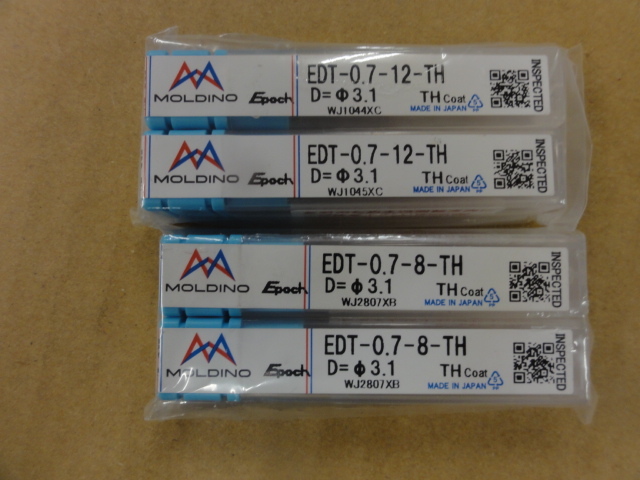 MOLDINO
Epoch
EDT-0.7-12-TH
D= Φ3.1
TH Coat
WJ1044XC
MADE IN JAPAN
INSPECTED
MOLDINO
Epoch
EDT-0.7-12-TH
D= Φ3.1
TH Coat
WJ1045XC
MADE IN JAPAN
INSPECTED
MOLDINO
Epoch
EDT-0.7-8-TH
D= Φ3.1
TH Coat
WJ2807XB
MADE IN JAPAN
INSPECTED
MOLDINO
Epoch
EDT-0.7-8-TH
D= Φ3.1
TH Coat
WJ2807XB
MADE IN JAPAN
INSPECTED